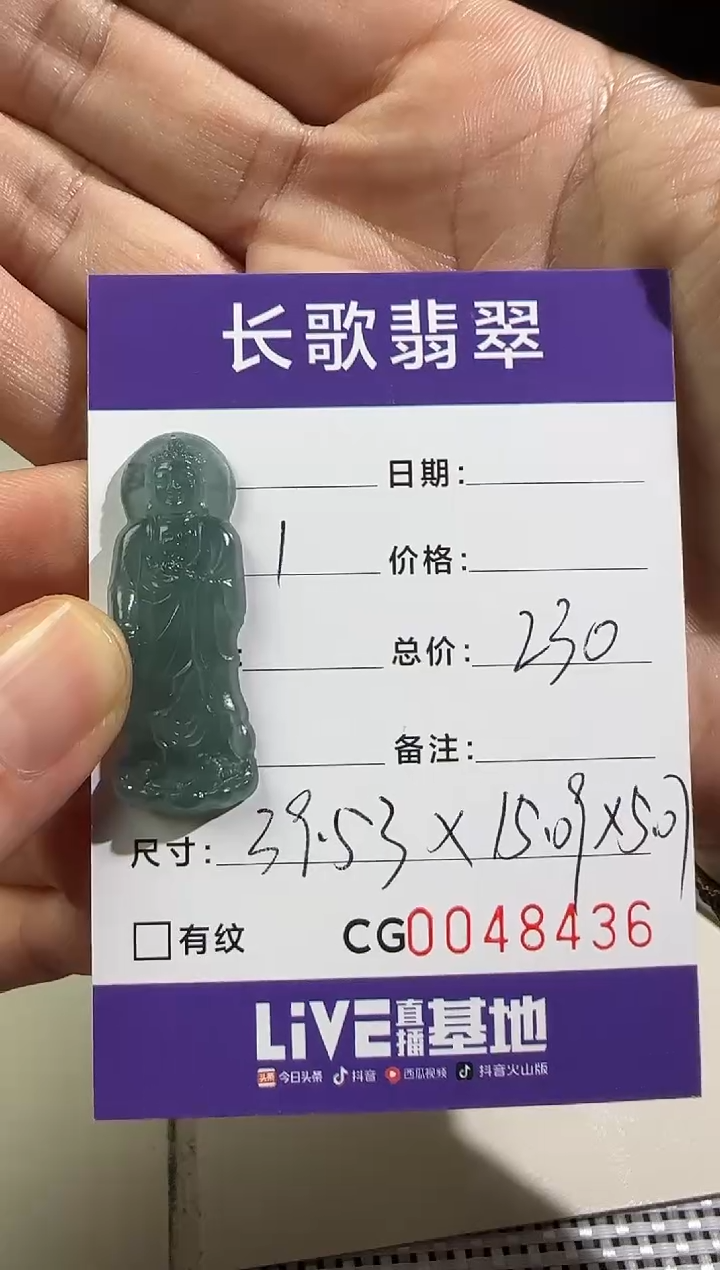 长歌翡翠
日期:
1 价格:
总价: 230
备注:
尺寸: 39.53 X 15.09 X 5.07
有纹 CG0048436
LiVE直播基地
头条 今日头条 抖音 西瓜视频 抖音火山版